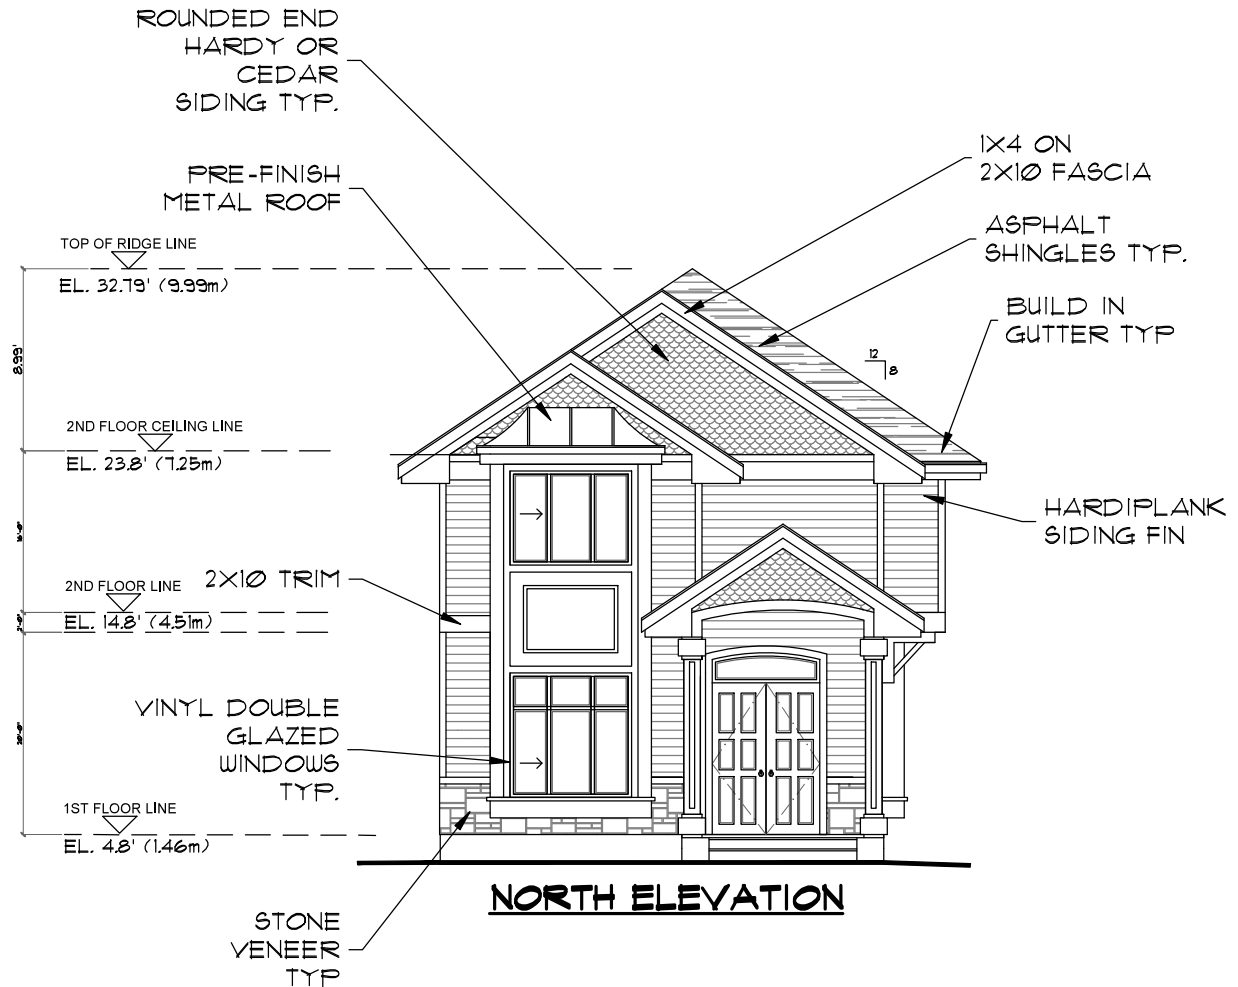 ROUNDED END
HARDY OR
CEDAR
SIDING TYP.
PRE-FINISH
METAL ROOF
1X4 ON
2X10 FASCIA
ASPHALT
SHINGLES TYP.
BUILD IN
GUTTER TYP
12
8
TOP OF RIDGE LINE
EL. 32.79' (9.99m)
8.99'
2ND FLOOR CEILING LINE
EL. 23.8' (7.25m)
HARDIPLANK
SIDING FIN
2ND FLOOR LINE
2X10 TRIM
EL. 14.8' (4.51m)
VINYL DOUBLE
GLAZED
WINDOWS
TYP.
1ST FLOOR LINE
EL. 4.8' (1.46m)
NORTH ELEVATION
STONE
VENEER
TYP